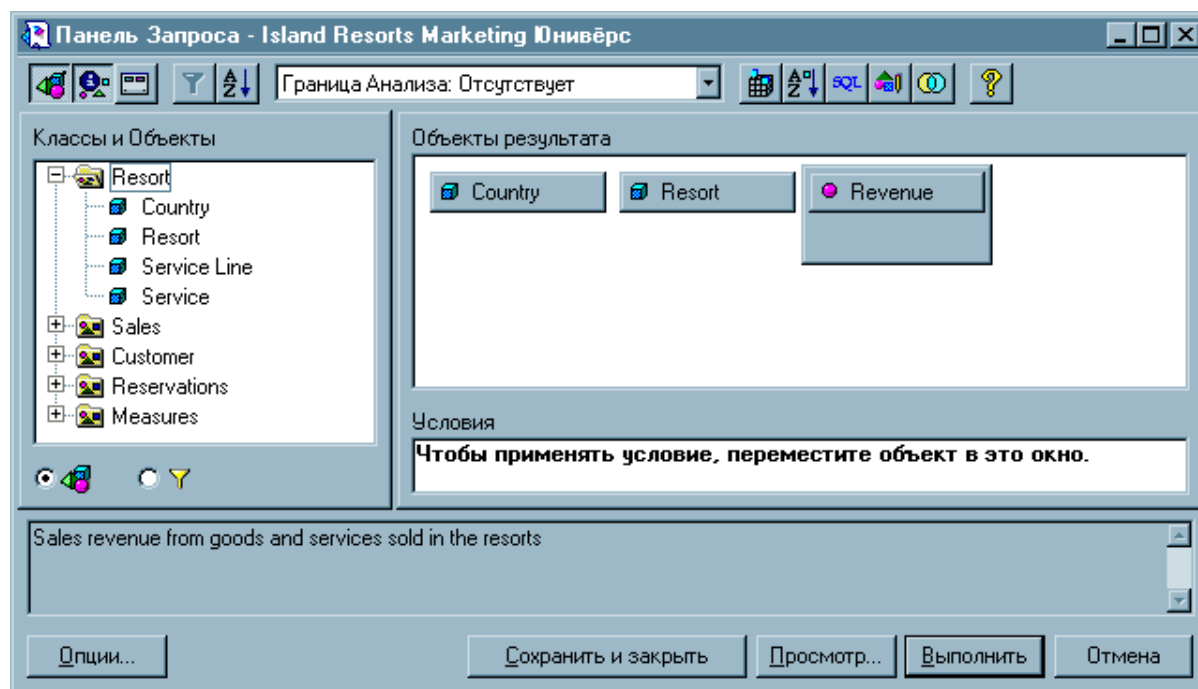 Панель Запроса - Island Resorts Marketing Юнивёрс
Граница Анализа: Отсутствует
SQL
Классы и Объекты
Resort
Country
Resort
Service Line
Service
Sales
Customer
Reservations
Measures
Объекты результата
Country Resort Revenue
Условия
Чтобы применять условие, переместите объект в это окно.
Sales revenue from goods and services sold in the resorts
Опции... Сохранить и закрыть Просмотр... Выполнить Отмена